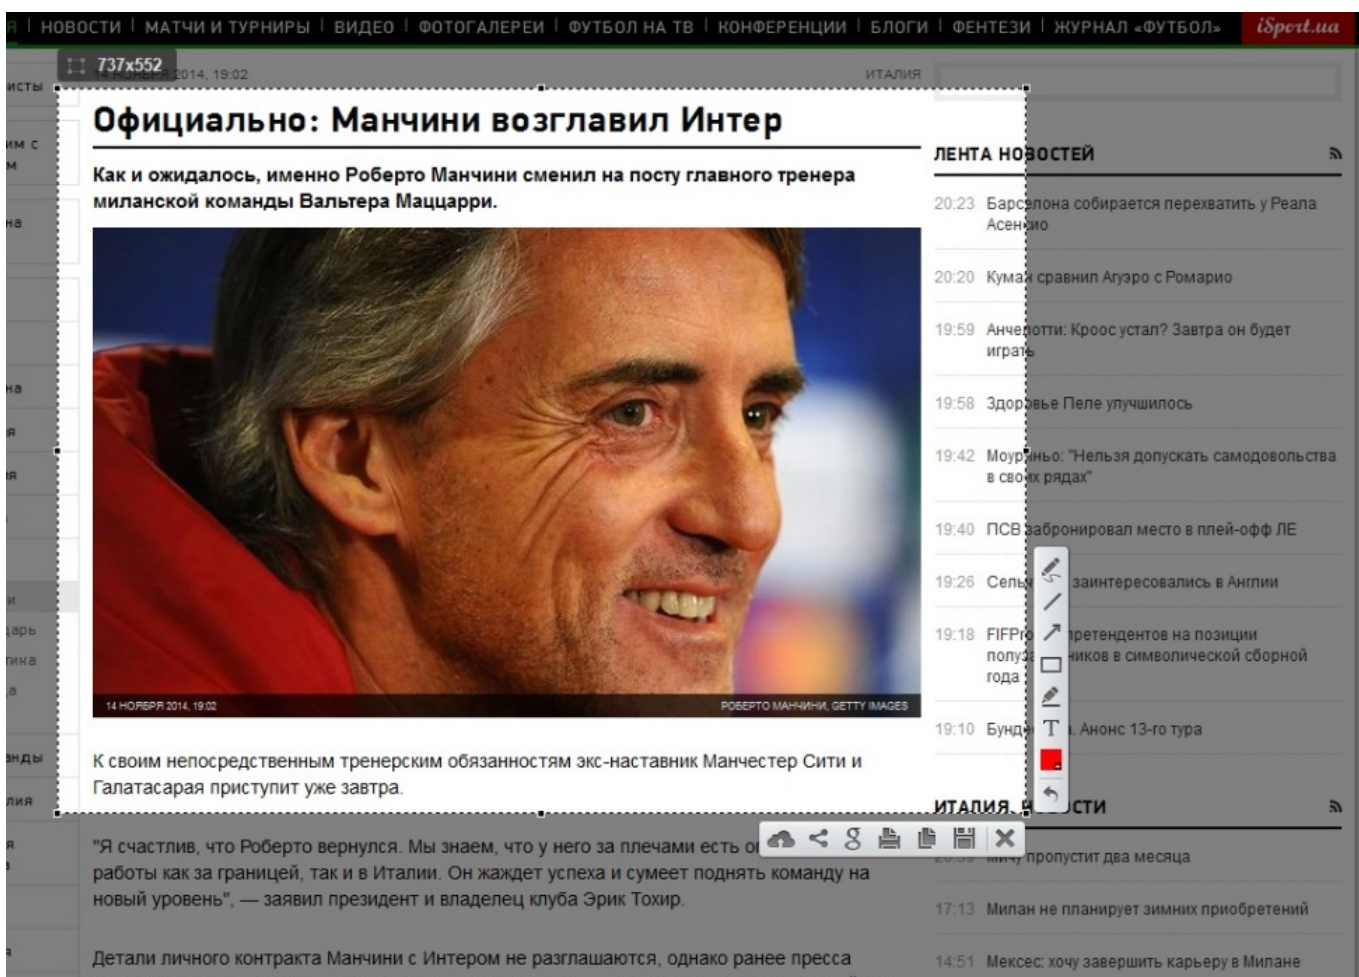 НОВОСТИ | МАТЧИ И ТУРНИРЫ | ВИДЕО | ФОТОГАЛЕРЕИ | ФУТБОЛ НА ТВ | КОНФЕРЕНЦИИ | БЛОГИ | ФЕНТЕЗИ | ЖУРНАЛ «ФУТБОЛ» iSport.ua
737x552
14 НОЯБРЯ 2014, 19:02
ИТАЛИЯ
Официально: Манчини возглавил Интер
Как и ожидалось, именно Роберто Манчини сменил на посту главного тренера
миланской команды Вальтера Маццарри.
14 НОЯБРЯ 2014, 19:02
РОБЕРТО МАНЧИНИ, GETTY IMAGES
К своим непосредственным тренерским обязанностям экс-наставник Манчестер Сити и
Галатасарая приступит уже завтра.
"Я счастлив, что Роберто вернулся. Мы знаем, что у него за плечами есть
работы как за границей, так и в Италии. Он жаждет успеха и сумеет поднять команду на
новый уровень", — заявил президент и владелец клуба Эрик Тохир.
Детали личного контракта Манчини с Интером не разглашаются, однако ранее пресса
ЛЕНТА НОВОСТЕЙ
20:23 Барселона собирается перехватить у Реала
Асенсио
20:20 Куман сравнил Агуэро с Ромарио
19:59 Анчелотти: Кроос устал? Завтра он будет
играть
19:58 Здоровье Пеле улучшилось
19:42 Моуриньо: "Нельзя допускать самодовольства
в своих рядах"
19:40 ПСВ забронировал место в плей-офф ЛЕ
19:26 заинтересовались в Англии
19:18 FIFPro претендентов на позиции
в символической сборной
года
19:10 Анонс 13-го тура
ИТАЛИЯ. НОВОСТИ
20:39 Мичу пропустит два месяца
17:13 Милан не планирует зимних приобретений
14:51 Мексес: хочу завершить карьеру в Милане